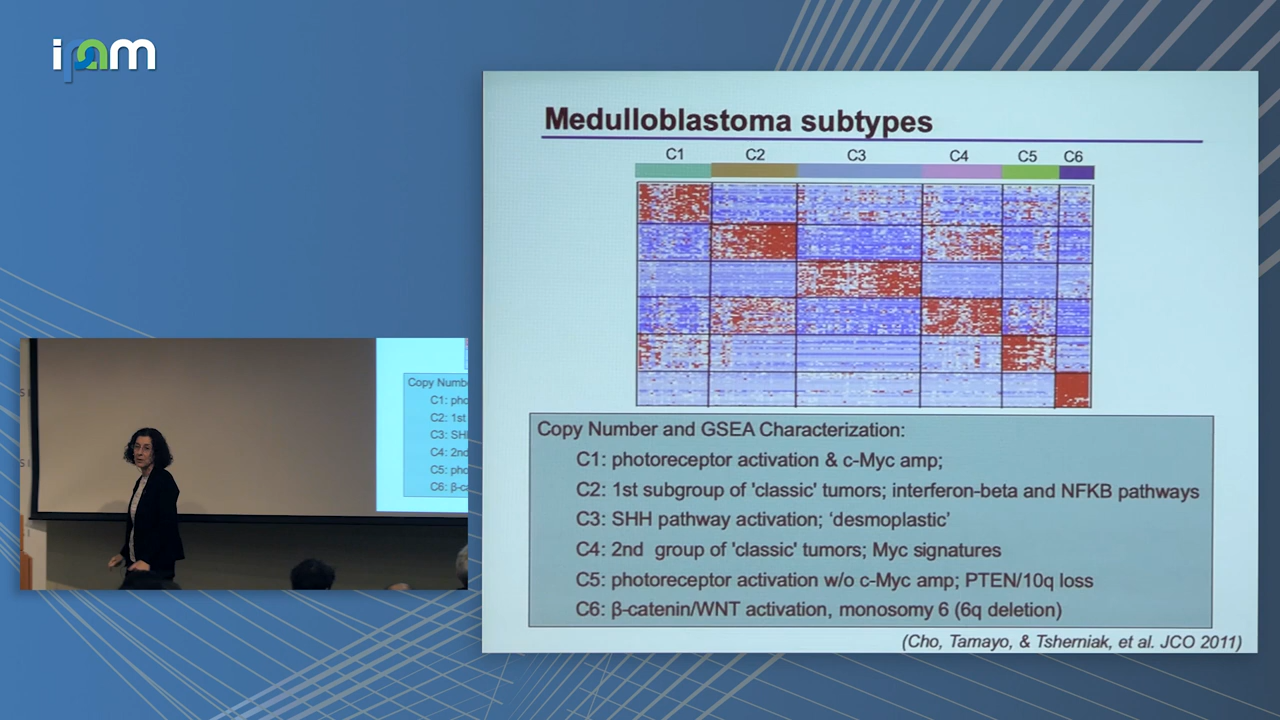 ipam
Medulloblastoma subtypes
C1 C2 C3 C4 C5 C6
Copy Number and GSEA Characterization:
C1: photoreceptor activation & c-Myc amp;
C2: 1st subgroup of 'classic' tumors; interferon-beta and NFKB pathways
C3: SHH pathway activation; ‘desmoplastic’
C4: 2nd group of 'classic' tumors; Myc signatures
C5: photoreceptor activation w/o c-Myc amp; PTEN/10q loss
C6: β-catenin/WNT activation, monosomy 6 (6q deletion)
(Cho, Tamayo, & Tsherniak, et al. JCO 2011)
Copy Numb
C1: pho
C2: 1st
C3: SH
C4: 2nd
C5: pho
C6: β-ca